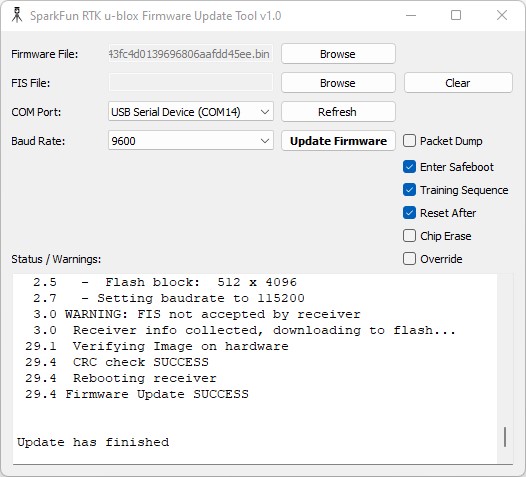 SparkFun RTK u-blox Firmware Update Tool v1.0
Firmware File: 43fc4d0139696806aafdd45ee.bin Browse
FIS File: Browse Clear
COM Port: USB Serial Device (COM14) Refresh
Baud Rate: 9600 Update Firmware Packet Dump
Enter Safeboot
Training Sequence
Reset After
Chip Erase
Status / Warnings: Override
2.5 - Flash block: 512 x 4096
2.7 - Setting baudrate to 115200
3.0 WARNING: FIS not accepted by receiver
3.0 Receiver info collected, downloading to flash...
29.1 Verifying Image on hardware
29.4 CRC check SUCCESS
29.4 Rebooting receiver
29.4 Firmware Update SUCCESS
Update has finished